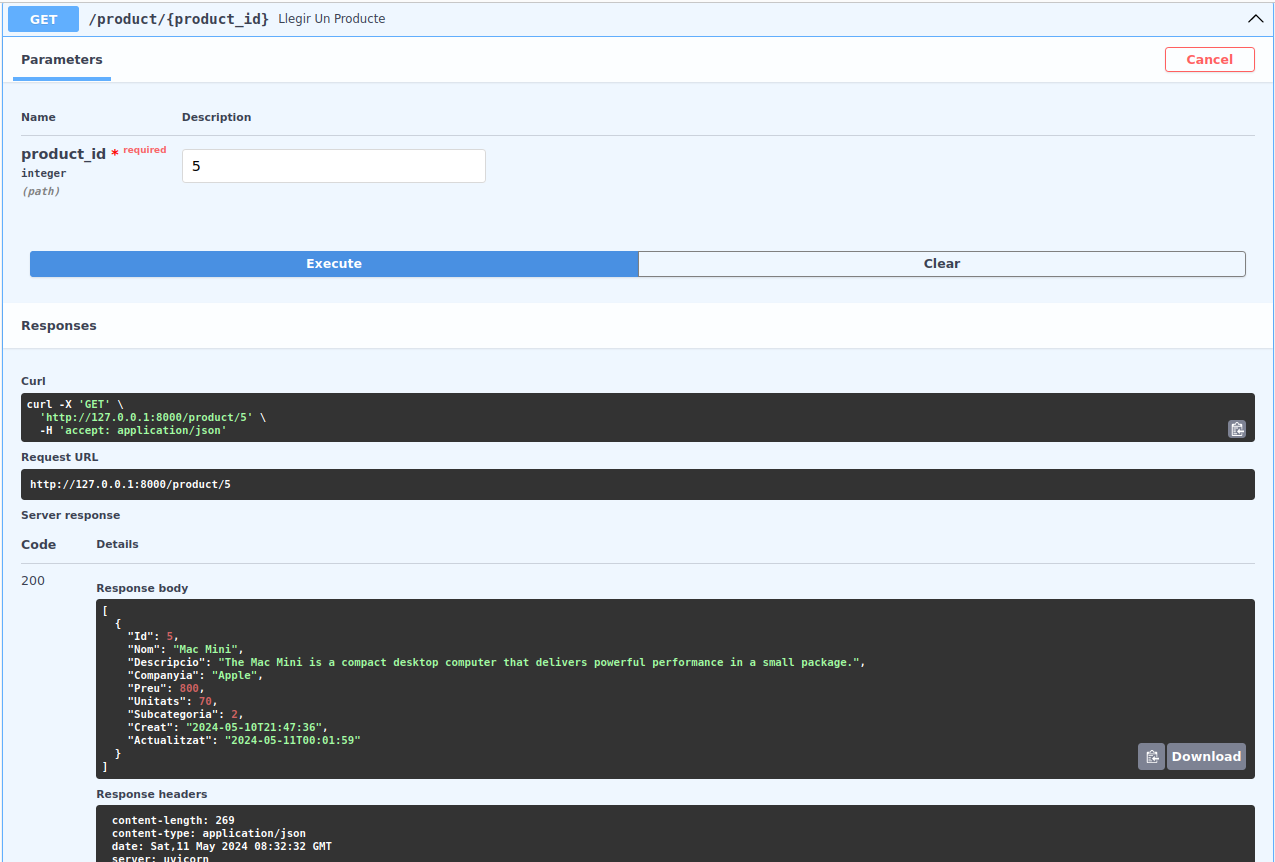 GET /product/{product_id} Llegir Un Producte
Parameters
Cancel
Name Description
product_id * required
integer
(path)
5
Execute
Clear
Responses
Curl
curl -X 'GET' \
'http://127.0.0.1:8000/product/5' \
-H 'accept: application/json'
Request URL
http://127.0.0.1:8000/product/5
Server response
Code Details
200
Response body
[
{
"Id": 5,
"Nom": "Mac Mini",
"Descripcio": "The Mac Mini is a compact desktop computer that delivers powerful performance in a small package.",
"Companyia": "Apple",
"Preu": 800,
"Unitats": 70,
"Subcategoria": 2,
"Creat": "2024-05-10T21:47:36",
"Actualitzat": "2024-05-11T00:01:59"
}
]
Download
Response headers
content-length: 269
content-type: application/json
date: Sat,11 May 2024 08:32:32 GMT
server: uvicorn